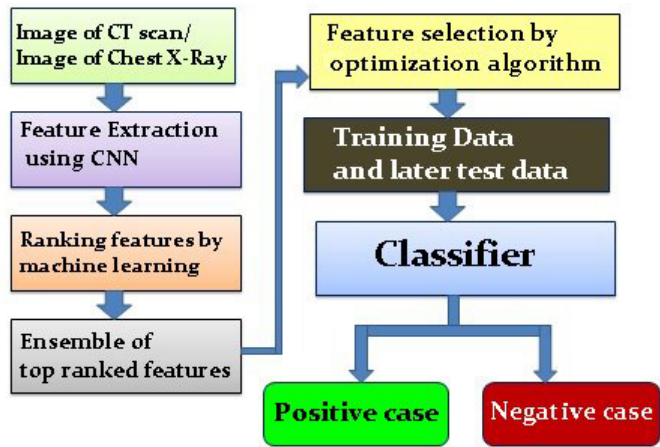 Image of CT scan/
Image of Chest X-Ray
Feature Extraction
using CNN
Ranking features by
machine learning
Ensemble of
top ranked features
Feature selection by
optimization algorithm
Training Data
and later test data
Classifier
Positive case
Negative case